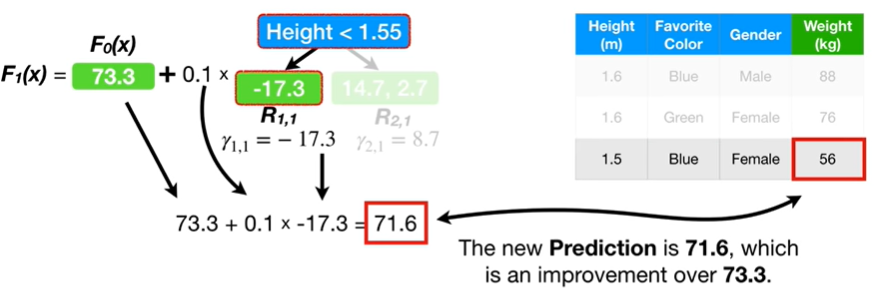 F₀(x)
Height < 1.55
F₁(x) = 73.3 + 0.1 ×
-17.3 14.7, 2.7
R₁,₁ R₂,₁
γ₁,₁ = − 17.3 γ₂,₁ = 8.7
73.3 + 0.1 × -17.3 = 71.6
Height (m) Favorite Color Gender Weight (kg)
1.6 Blue Male 88
1.6 Green Female 76
1.5 Blue Female 56
The new Prediction is 71.6, which
is an improvement over 73.3.